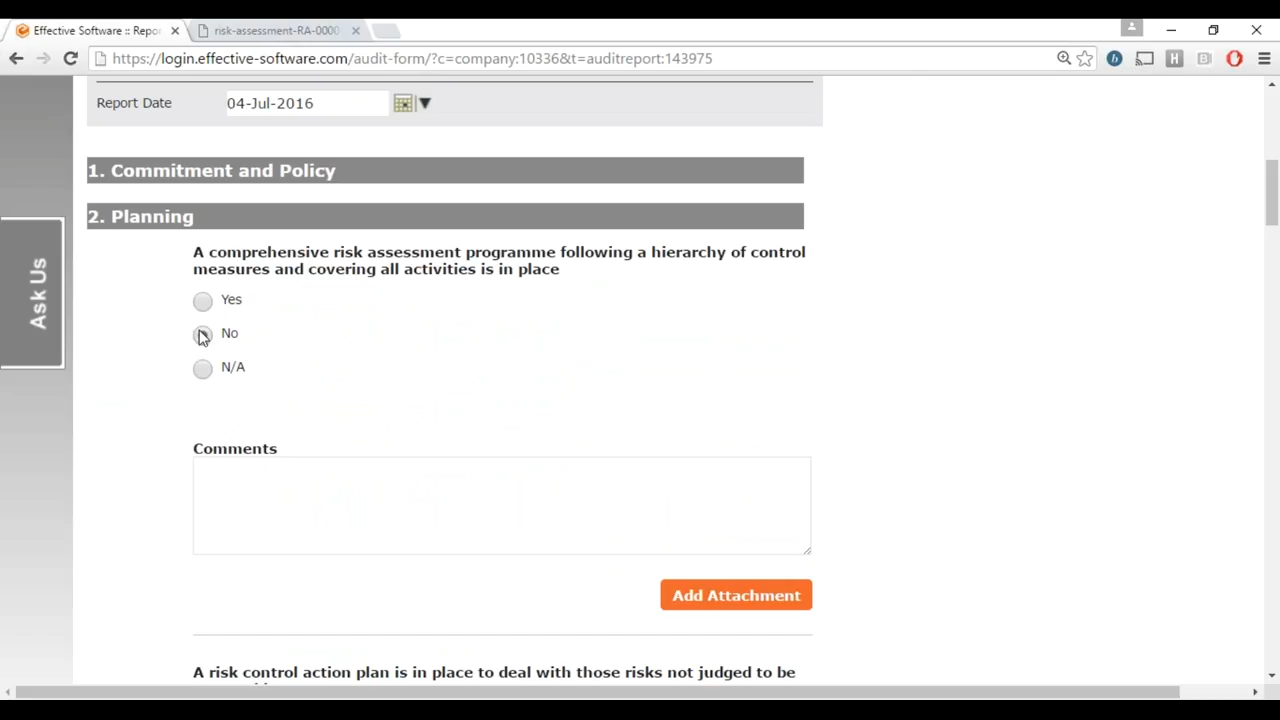 Effective Software :: Repor
risk-assessment-RA-0000
https://login.effective-software.com/audit-form/?c=company:10336&t=auditreport:143975
Report Date
04-Jul-2016
1. Commitment and Policy
2. Planning
A comprehensive risk assessment programme following a hierarchy of control
measures and covering all activities is in place
Yes
No
N/A
Ask Us
Comments
Add Attachment
A risk control action plan is in place to deal with those risks not judged to be